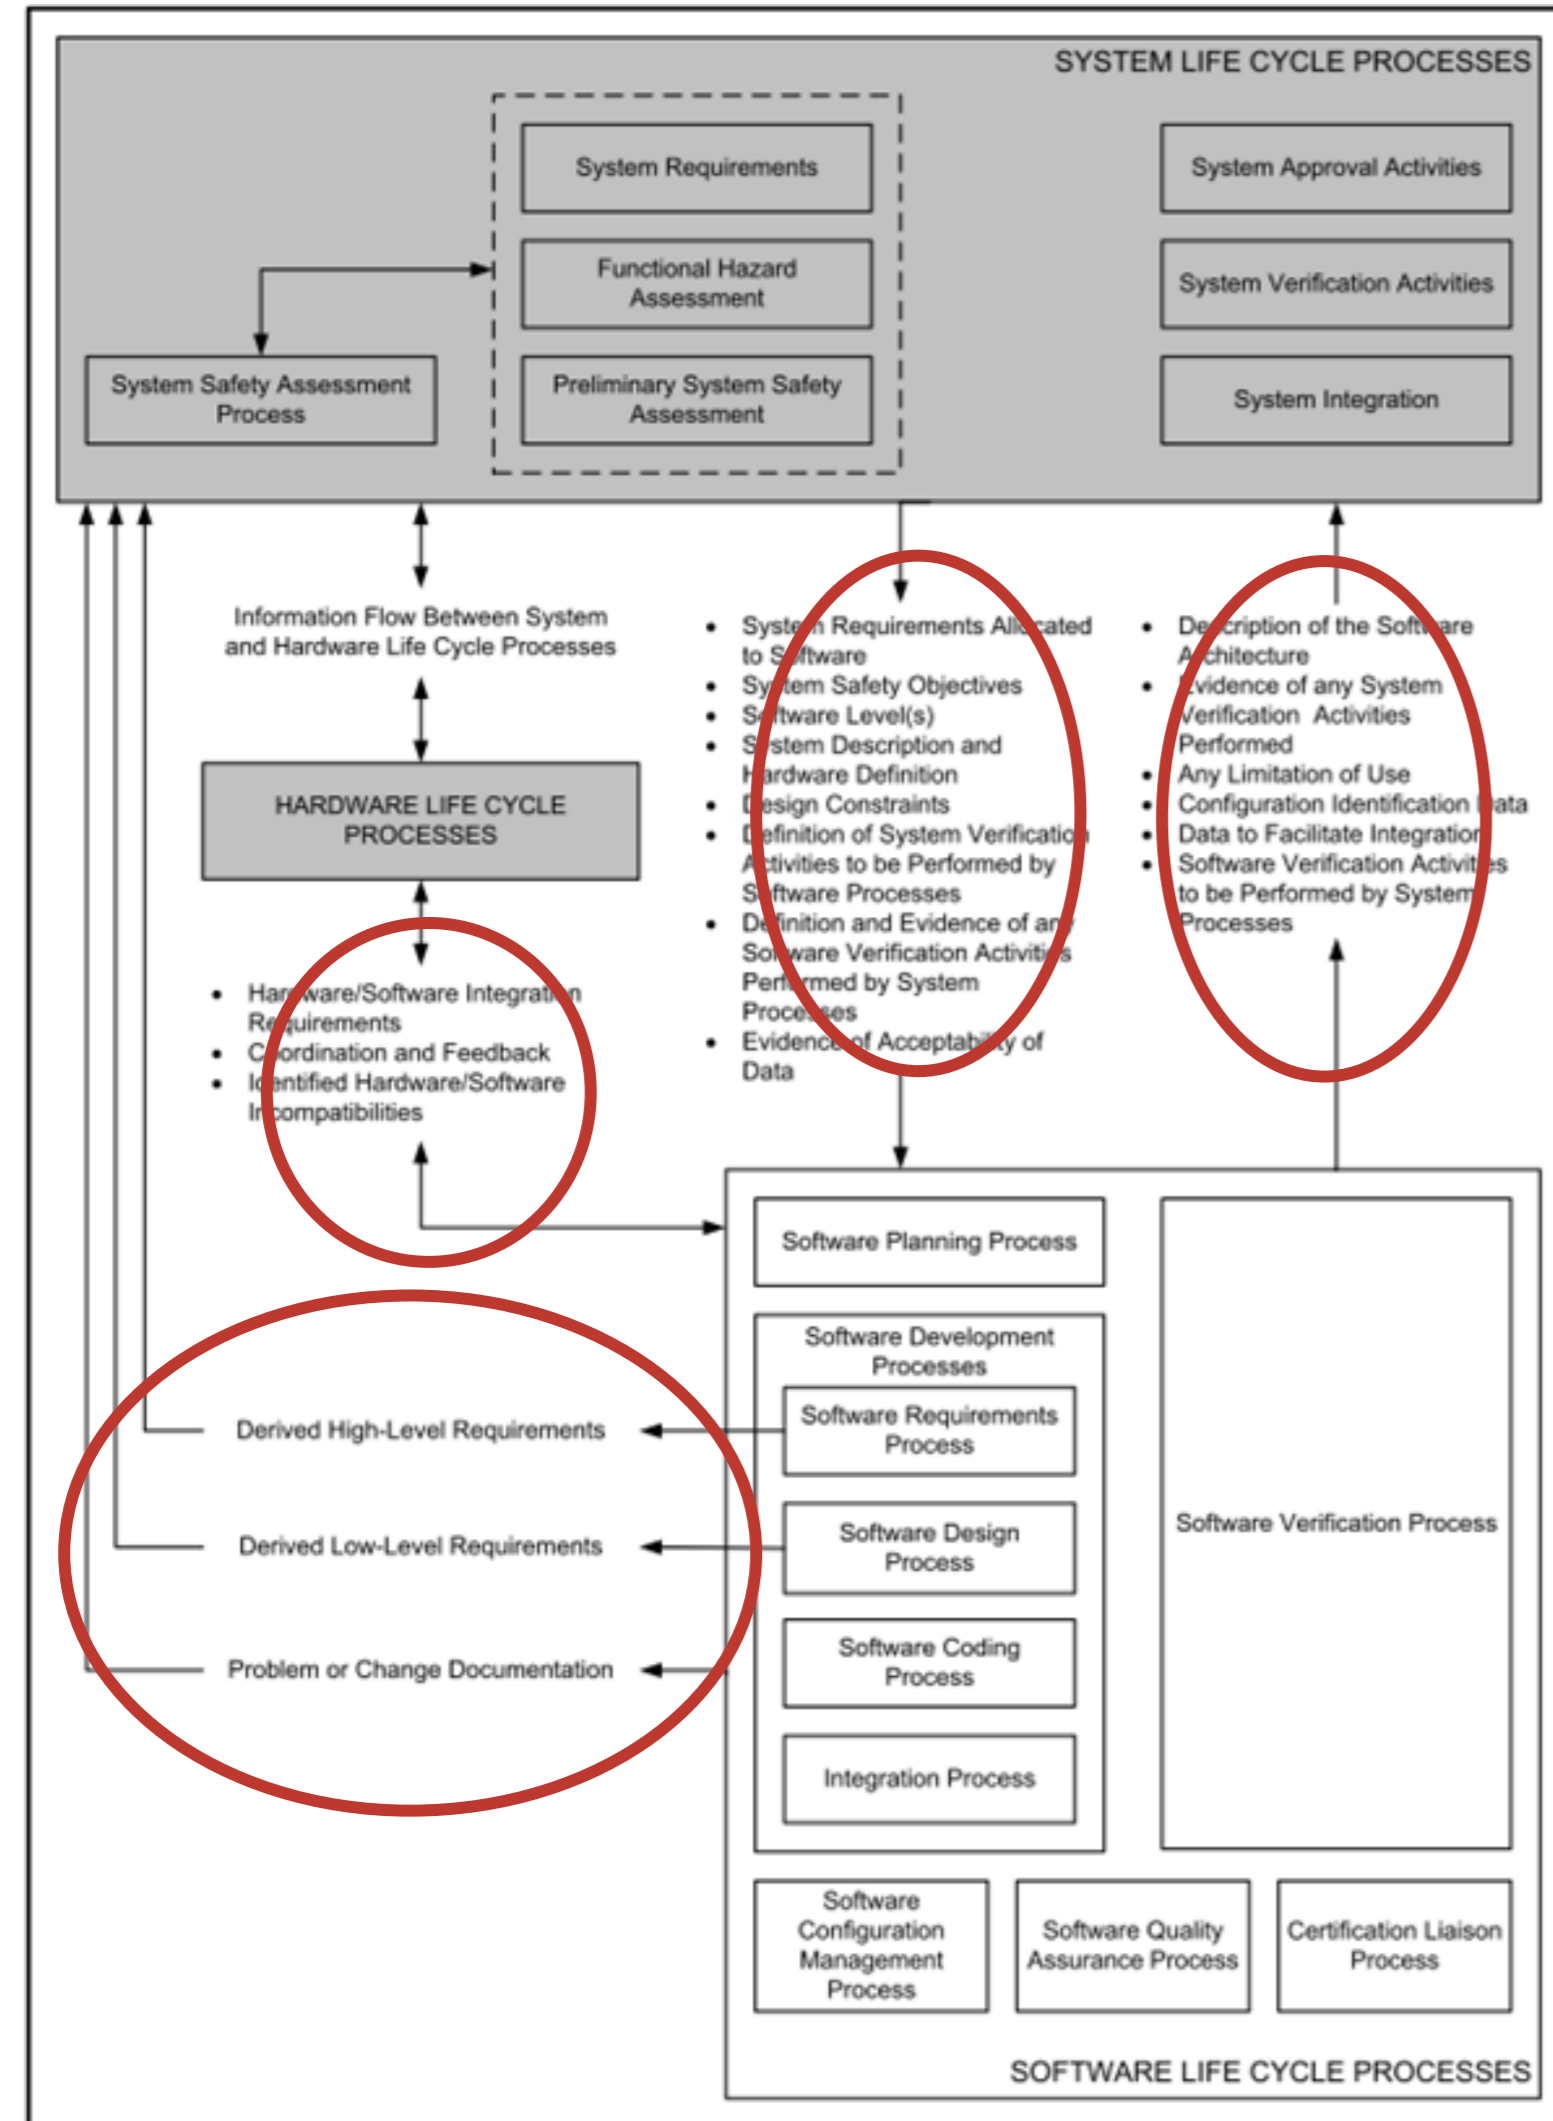 SYSTEM LIFE CYCLE PROCESSES
System Requirements
Functional Hazard
Assessment
Preliminary System Safety
Assessment
System Approval Activities
System Verification Activities
System Integration
System Safety Assessment
Process
Information Flow Between System
and Hardware Life Cycle Processes
HARDWARE LIFE CYCLE
PROCESSES
• Hardware/Software Integration
Requirements
• Coordination and Feedback
• Identified Hardware/Software
Incompatibilities
• System Requirements Allocated
to Software
• System Safety Objectives
• Software Level(s)
• System Description and
Hardware Definition
• Design Constraints
• Definition of System Verification
Activities to be Performed by
Software Processes
• Definition and Evidence of any
Software Verification Activities
Performed by System
Processes
• Evidence of Acceptability of
Data
• Description of the Software
Architecture
• Evidence of any System
Verification Activities
Performed
• Any Limitation of Use
• Configuration Identification Data
• Data to Facilitate Integration
• Software Verification Activities
to be Performed by System
Processes
Derived High-Level Requirements
Derived Low-Level Requirements
Problem or Change Documentation
Software Planning Process
Software Development
Processes
Software Requirements
Process
Software Design
Process
Software Coding
Process
Integration Process
Software Verification Process
Software
Configuration
Management
Process
Software Quality
Assurance Process
Certification Liaison
Process
SOFTWARE LIFE CYCLE PROCESSES